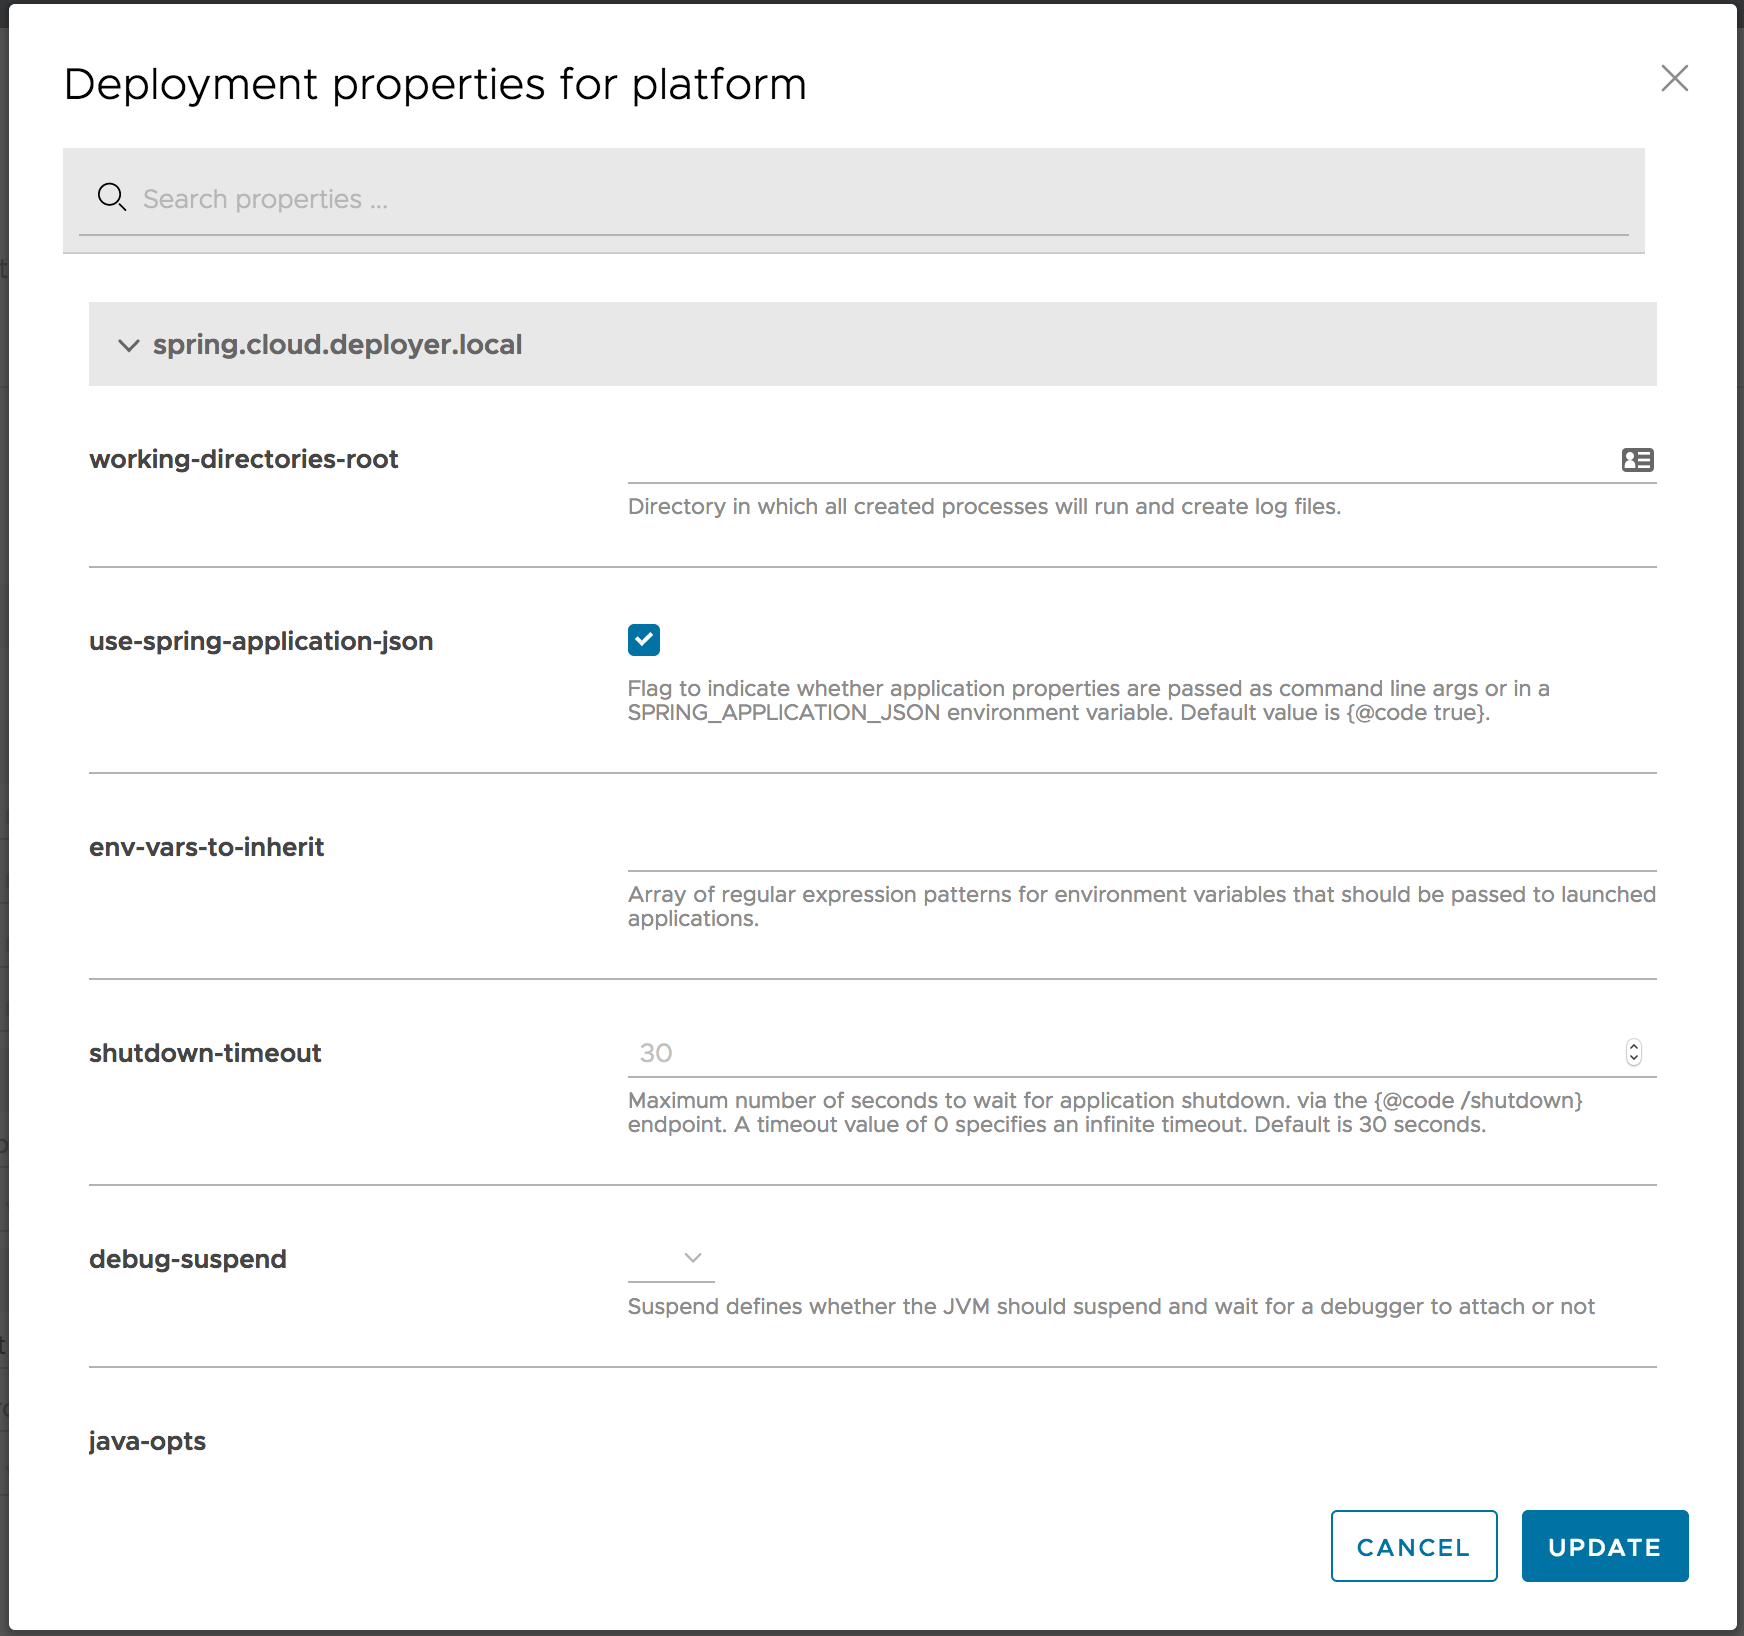 Deployment properties for platform
Search properties ...
spring.cloud.deployer.local
working-directories-root
Directory in which all created processes will run and create log files.
use-spring-application-json
Flag to indicate whether application properties are passed as command line args or in a
SPRING_APPLICATION_JSON environment variable. Default value is {@code true}.
env-vars-to-inherit
Array of regular expression patterns for environment variables that should be passed to launched
applications.
shutdown-timeout
30
Maximum number of seconds to wait for application shutdown. via the {@code /shutdown}
endpoint. A timeout value of 0 specifies an infinite timeout. Default is 30 seconds.
debug-suspend
Suspend defines whether the JVM should suspend and wait for a debugger to attach or not
java-opts
CANCEL
UPDATE